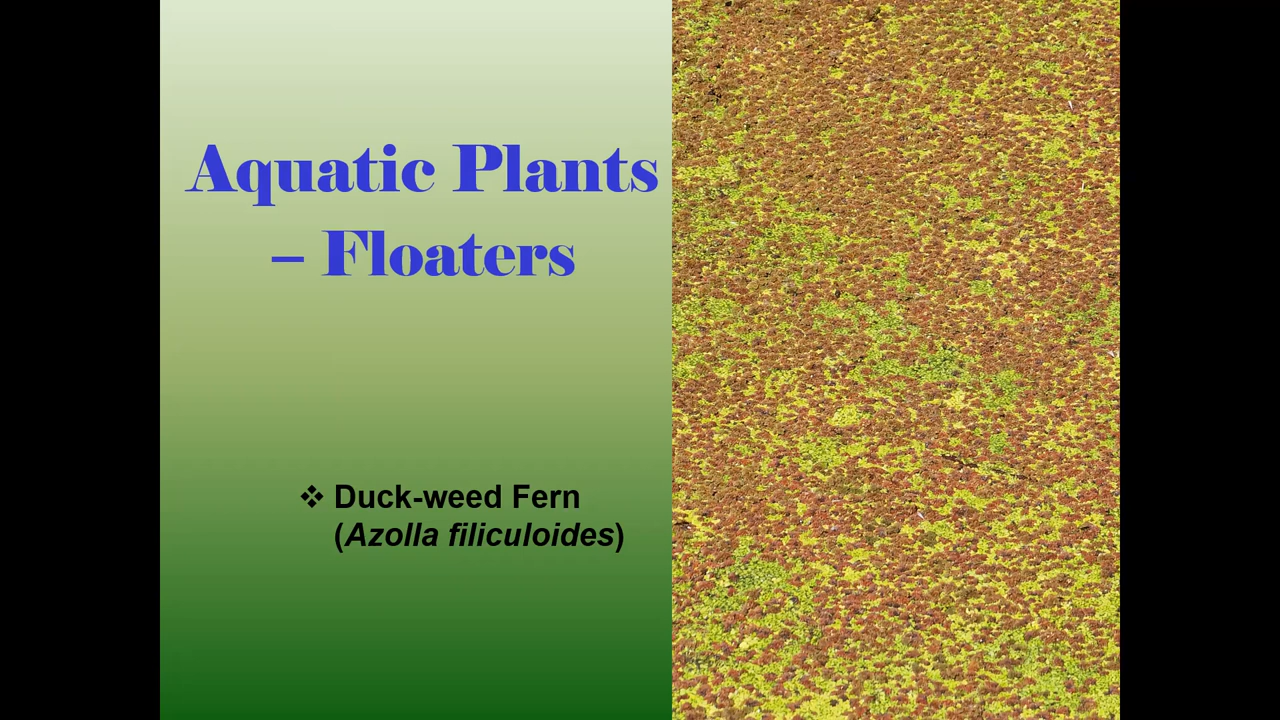 Aquatic Plants
– Floaters
❖ Duck-weed Fern
(Azolla filiculoides)